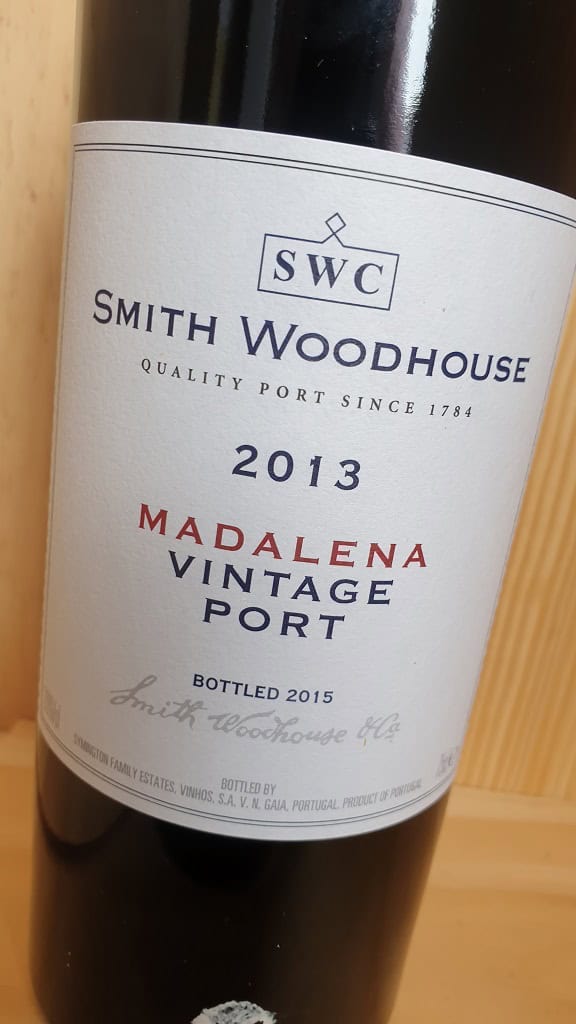 SWC
SMITH WOODHOUSE
QUALITY PORT SINCE 1784
2013
MADALENA
VINTAGE
PORT
BOTTLED 2015
Smith Woodhouse & Co
BOTTLED BY
SYMINGTON FAMILY ESTATES, VINHOS, S.A. V. N. GAIA, PORTUGAL. PRODUCT OF PORTUGAL